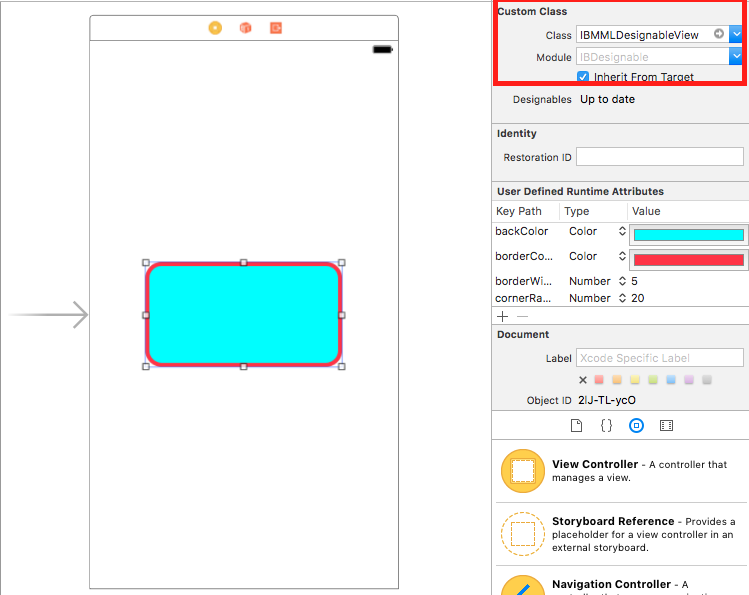 Custom Class
Class IBMMLDesignableView
Module IBDesignable
Inherit From Target
Designables Up to date
Identity
Restoration ID
User Defined Runtime Attributes
Key Path Type Value
backColor Color
borderCo... Color
borderWi... Number 5
cornerRa... Number 20
Document
Label Xcode Specific Label
Object ID 2lJ-TL-ycO
View Controller - A controller that
manages a view.
Storyboard Reference - Provides a
placeholder for a view controller in an
external storyboard.
Navigation Controller - A